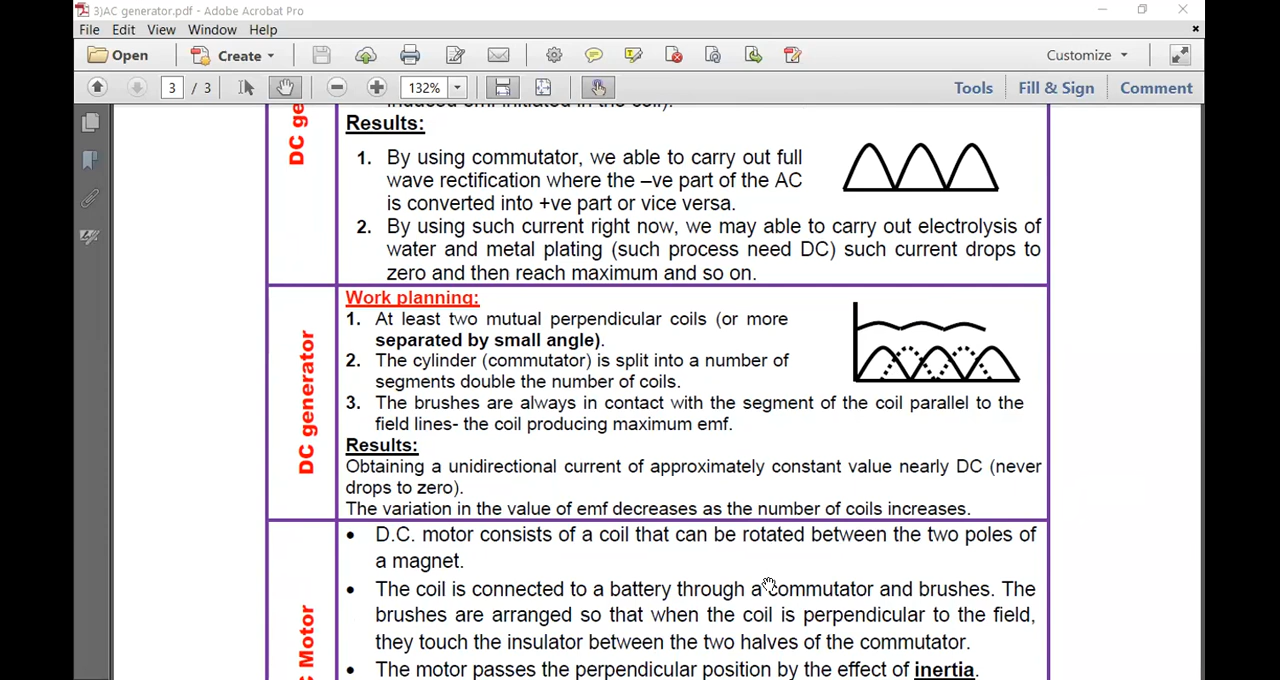 3)AC generator.pdf - Adobe Acrobat Pro
File Edit View Window Help
Open Create Customize
3 / 3 132% Tools Fill & Sign Comment
induced emf initiated in the coil).
DC ge
Results:
1. By using commutator, we able to carry out full
wave rectification where the –ve part of the AC
is converted into +ve part or vice versa.
2. By using such current right now, we may able to carry out electrolysis of
water and metal plating (such process need DC) such current drops to
zero and then reach maximum and so on.
DC generator
Work planning:
1. At least two mutual perpendicular coils (or more
separated by small angle).
2. The cylinder (commutator) is split into a number of
segments double the number of coils.
3. The brushes are always in contact with the segment of the coil parallel to the
field lines- the coil producing maximum emf.
Results:
Obtaining a unidirectional current of approximately constant value nearly DC (never
drops to zero).
The variation in the value of emf decreases as the number of coils increases.
Motor
• D.C. motor consists of a coil that can be rotated between the two poles of
a magnet.
• The coil is connected to a battery through a commutator and brushes. The
brushes are arranged so that when the coil is perpendicular to the field,
they touch the insulator between the two halves of the commutator.
• The motor passes the perpendicular position by the effect of inertia.